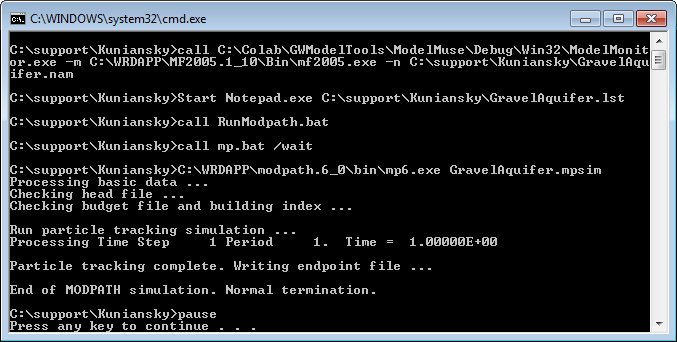 C:\WINDOWS\system32\cmd.exe
C:\support\Kuniansky>call C:\Colab\GWModelTools\ModelMuse\Debug\Win32\ModelMonit
or.exe -m C:\WRDAPP\MF2005.1_10\Bin\mf2005.exe -n C:\support\Kuniansky\GravelAqu
ifer.nam
C:\support\Kuniansky>Start Notepad.exe C:\support\Kuniansky\GravelAquifer.lst
C:\support\Kuniansky>call RunModpath.bat
C:\support\Kuniansky>call mp.bat /wait
C:\support\Kuniansky>C:\WRDAPP\modpath.6_0\bin\mp6.exe GravelAquifer.mpsim
Processing basic data ...
Checking head file ...
Checking budget file and building index ...
Run particle tracking simulation ...
Processing Time Step     1 Period     1.  Time =  1.00000E+00
Particle tracking complete. Writing endpoint file ...
End of MODPATH simulation. Normal termination.
C:\support\Kuniansky>pause
Press any key to continue . . .